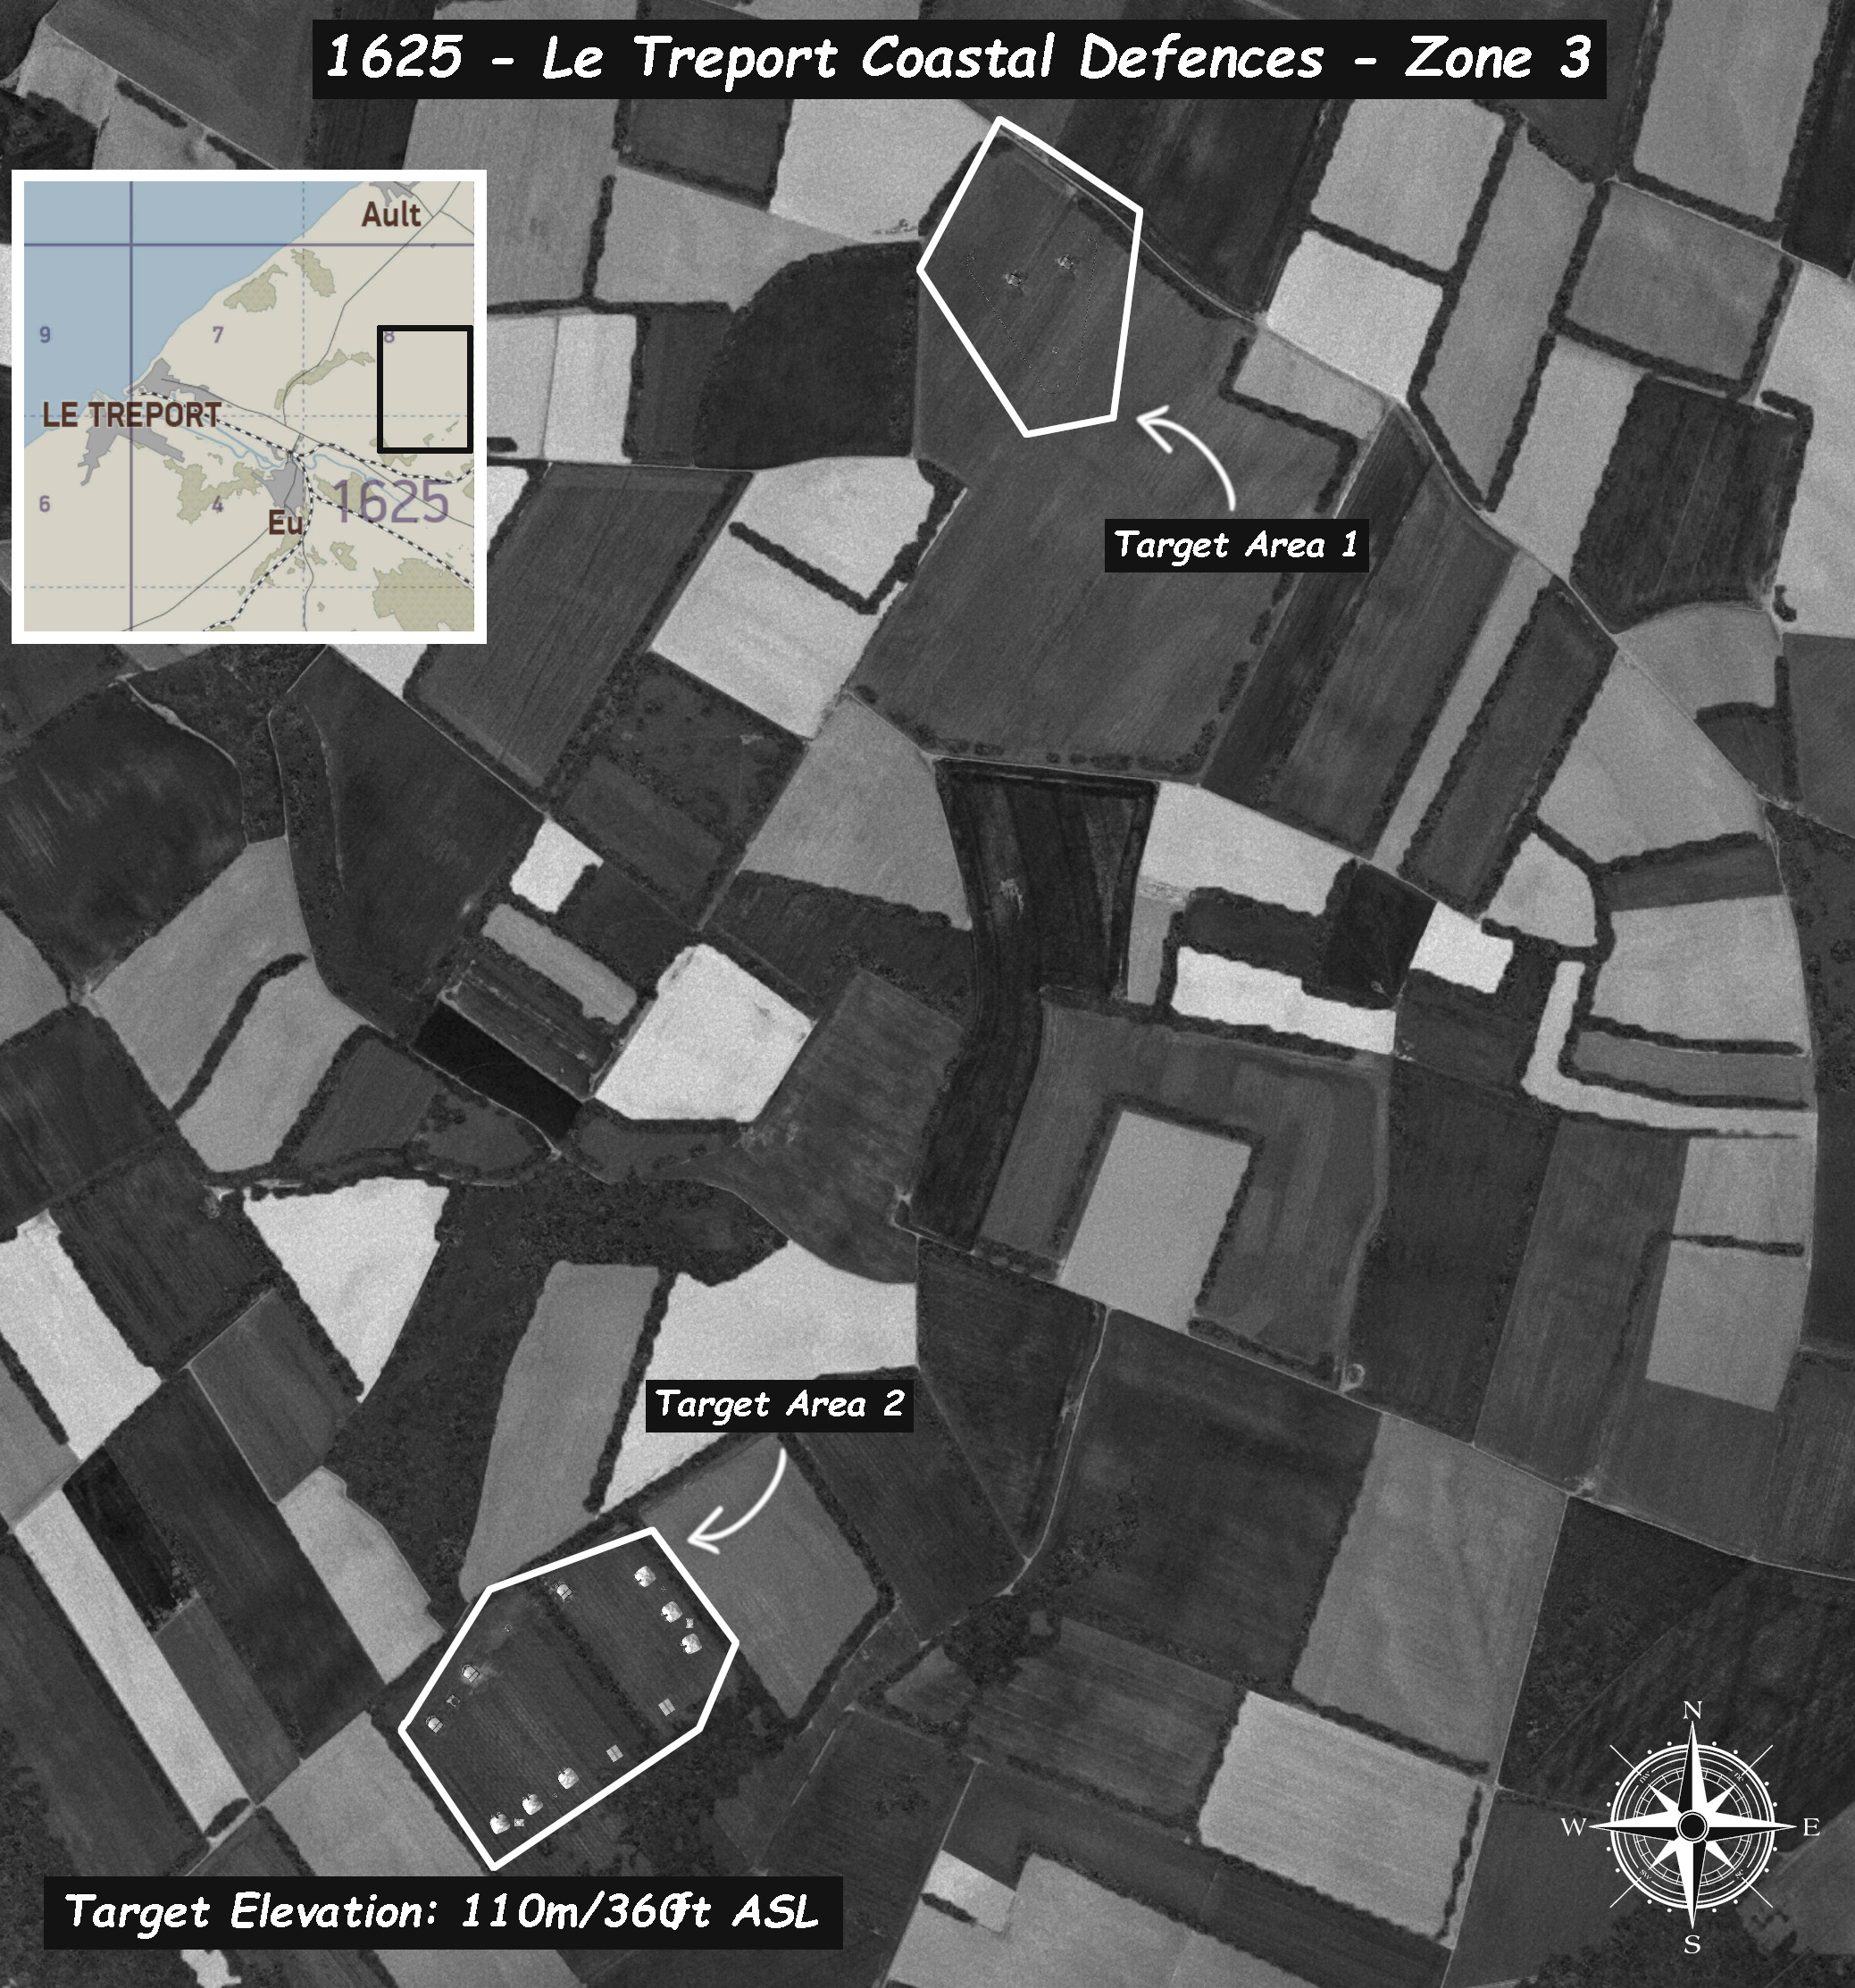 1625 - Le Treport Coastal Defences - Zone 3
Ault
9
7
8
LE TREPORT
6
4
1625
Eu
Target Area 1
Target Area 2
N
W
E
S
Target Elevation: 110m/360ft ASL